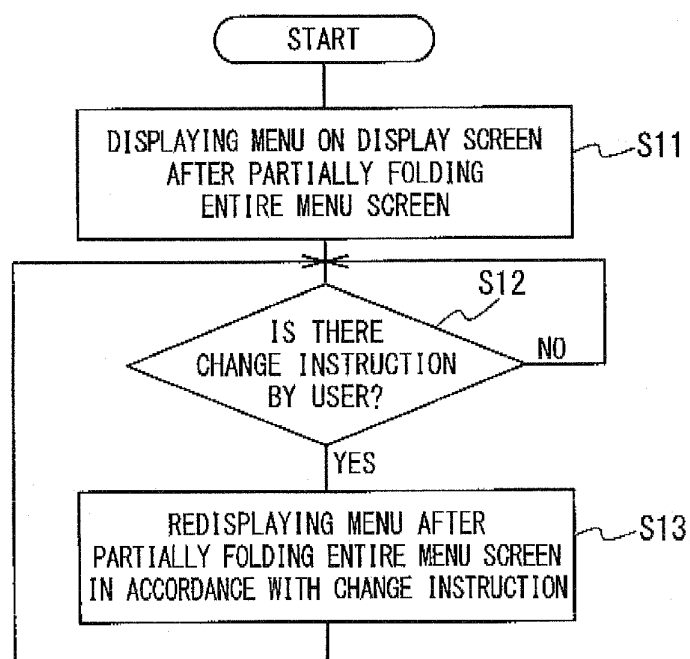 START
DISPLAYING MENU ON DISPLAY SCREEN
AFTER PARTIALLY FOLDING
ENTIRE MENU SCREEN
S11
S12
IS THERE
CHANGE INSTRUCTION
BY USER?
NO
YES
REDISPLAYING MENU AFTER
PARTIALLY FOLDING ENTIRE MENU SCREEN
IN ACCORDANCE WITH CHANGE INSTRUCTION
S13